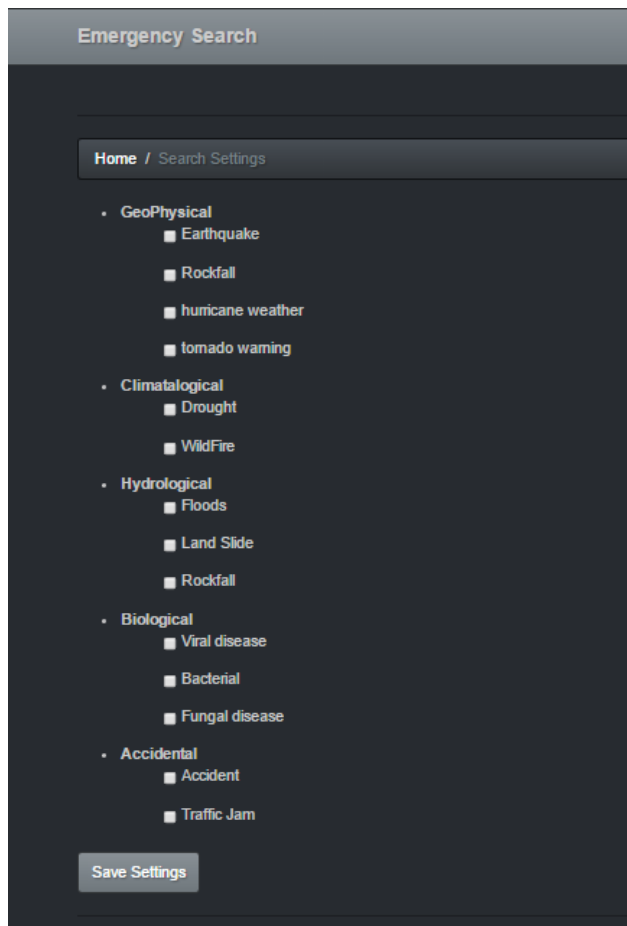 Emergency Search
Home / Search Settings
GeoPhysical
Earthquake
Rockfall
hurricane weather
tornado warning
Climatalogical
Drought
WildFire
Hydrological
Floods
Land Slide
Rockfall
Biological
Viral disease
Bacterial
Fungal disease
Accidental
Accident
Traffic Jam
Save Settings